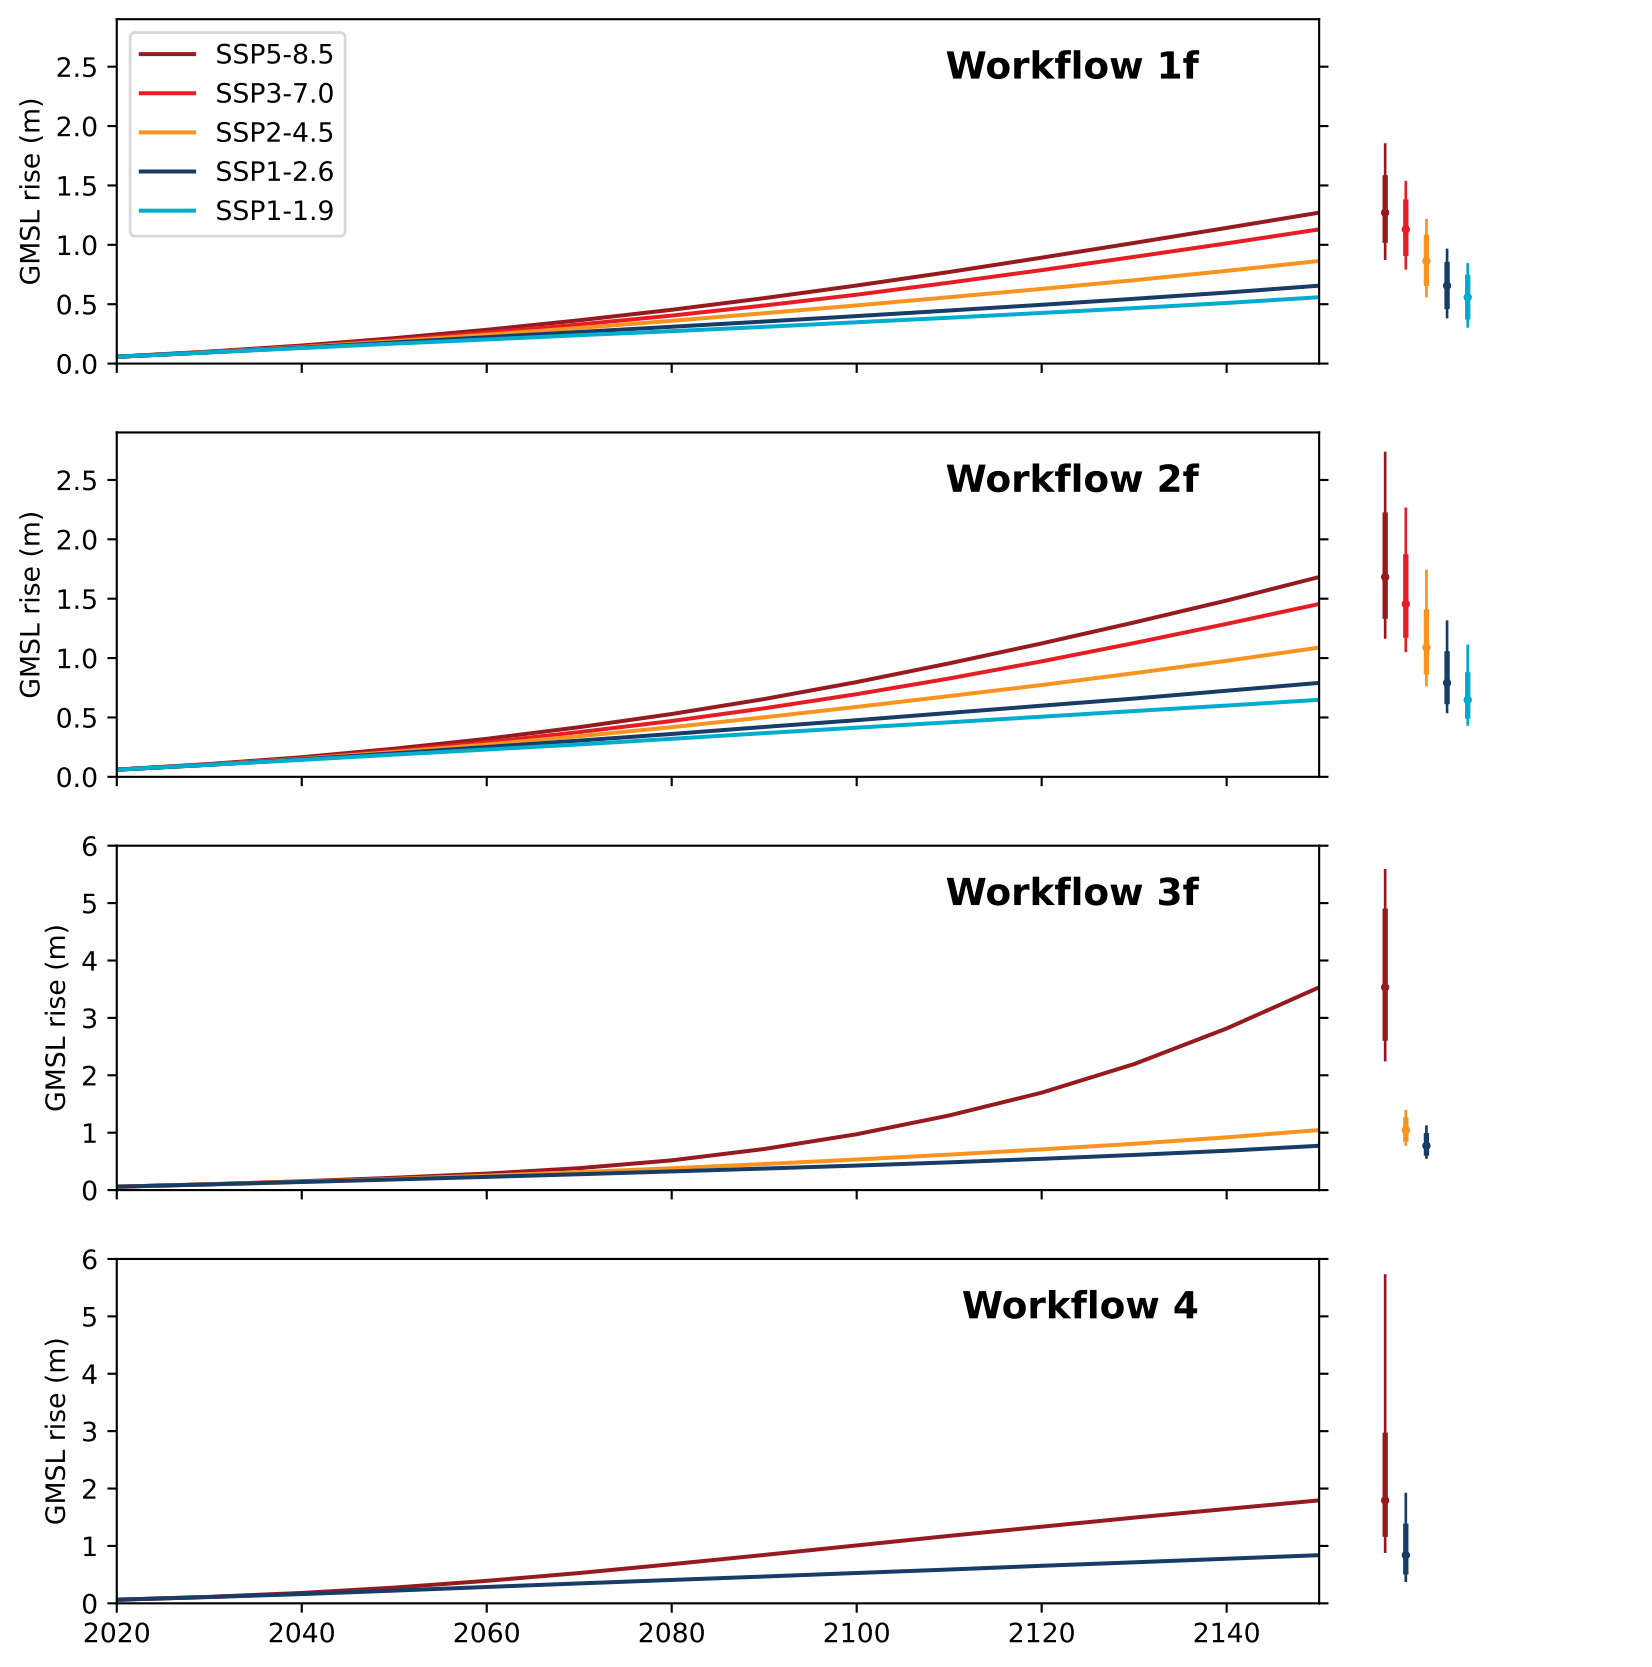 Workflow 1f
SSP5-8.5
SSP3-7.0
SSP2-4.5
SSP1-2.6
SSP1-1.9
GMSL rise (m)
2.5
2.0
1.5
1.0
0.5
0.0
Workflow 2f
GMSL rise (m)
2.5
2.0
1.5
1.0
0.5
0.0
Workflow 3f
GMSL rise (m)
6
5
4
3
2
1
0
Workflow 4
GMSL rise (m)
6
5
4
3
2
1
0
2020 2040 2060 2080 2100 2120 2140